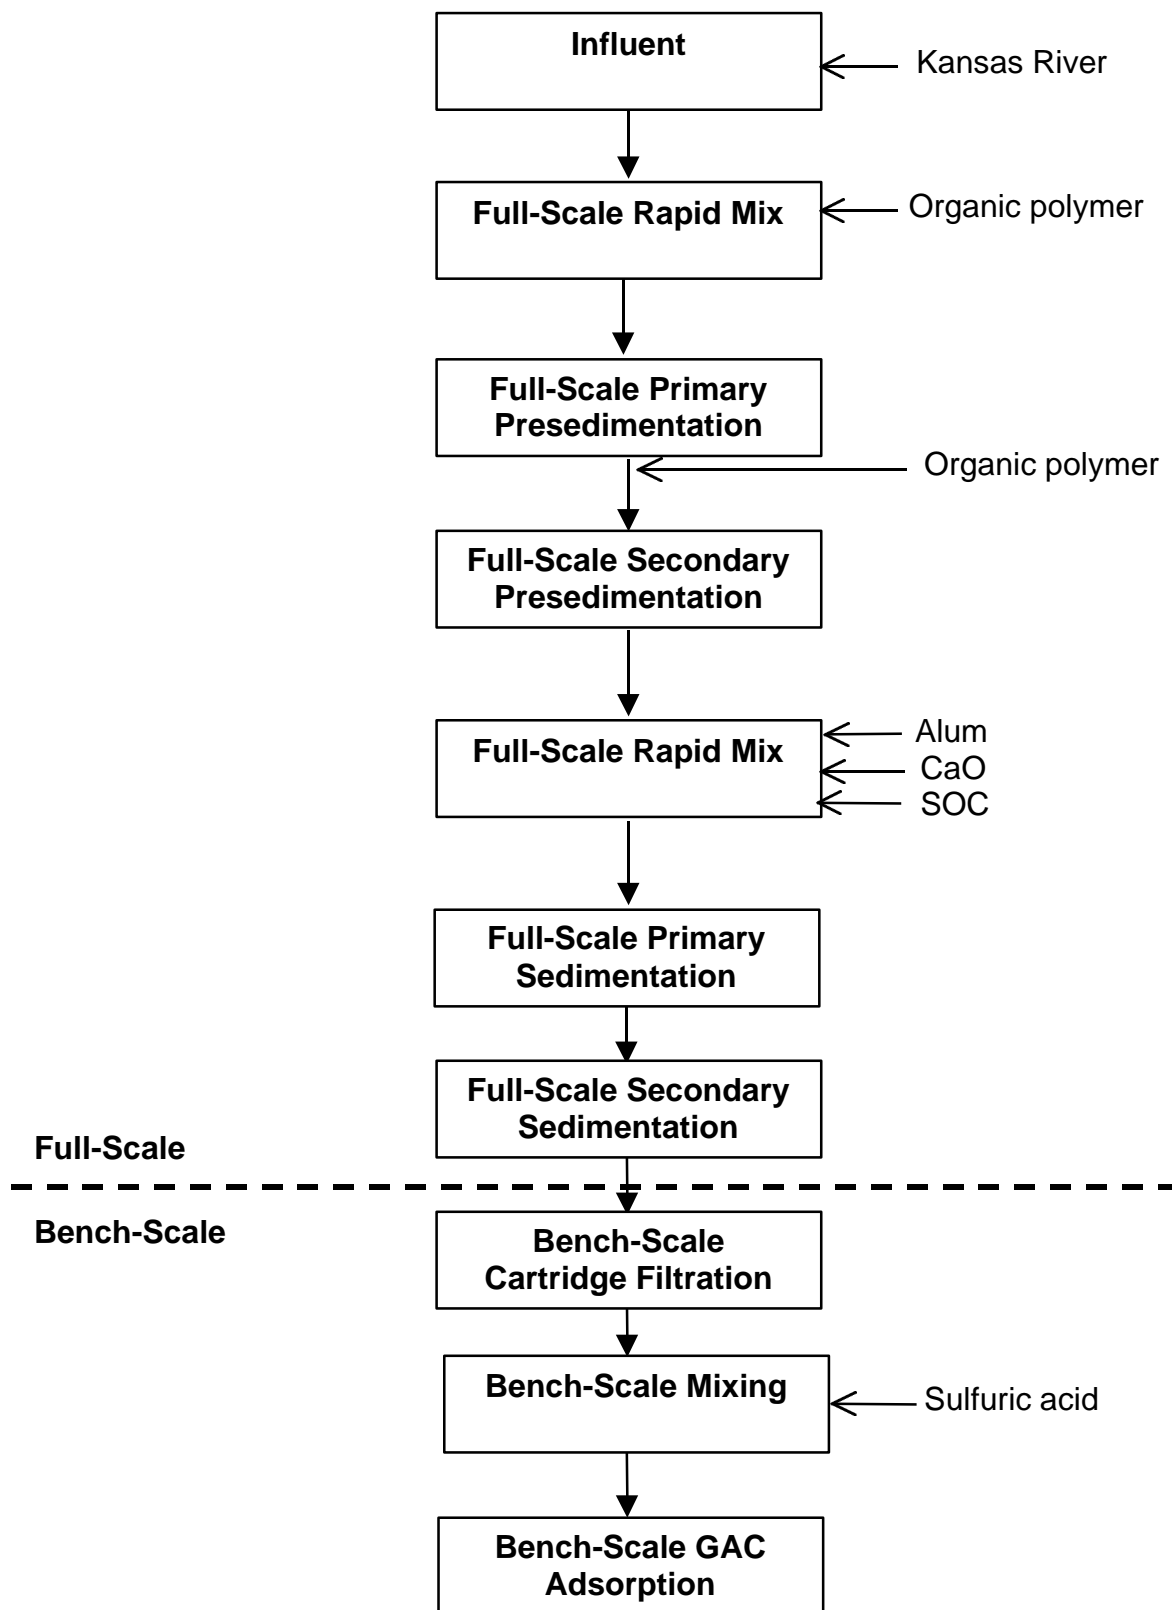 Influent
Kansas River
Full-Scale Rapid Mix
Organic polymer
Full-Scale Primary
Presedimentation
Organic polymer
Full-Scale Secondary
Presedimentation
Full-Scale Rapid Mix
Alum
CaO
SOC
Full-Scale Primary
Sedimentation
Full-Scale Secondary
Sedimentation
Full-Scale
Bench-Scale
Bench-Scale
Cartridge Filtration
Bench-Scale Mixing
Sulfuric acid
Bench-Scale GAC
Adsorption